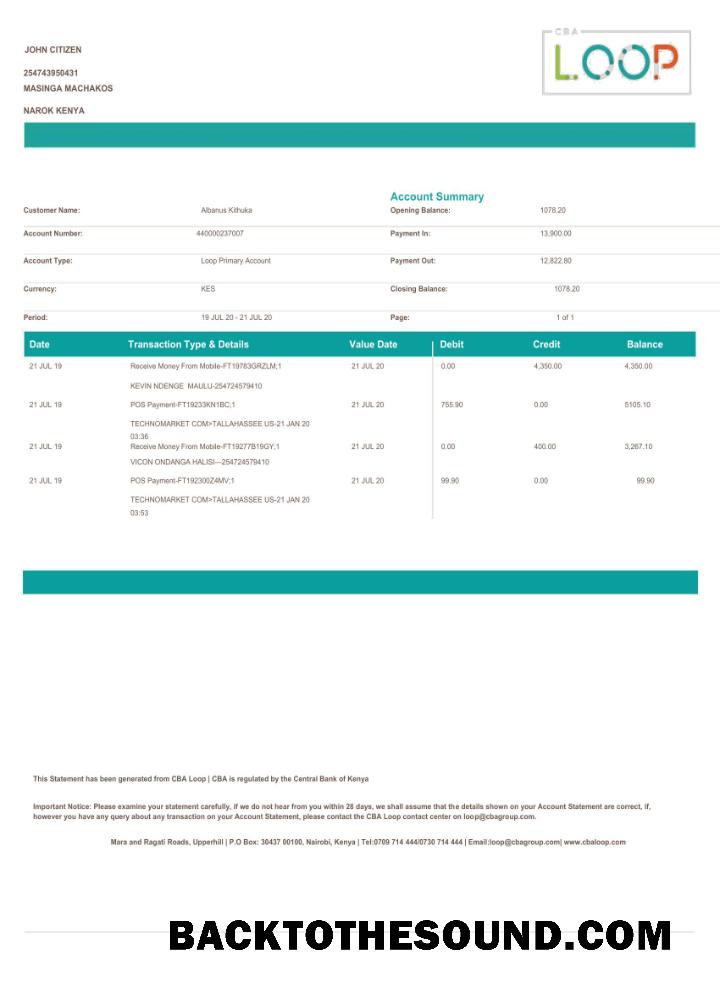 CBA
LOOP
JOHN CITIZEN
254743950431
MASINGA MACHAKOS
NAROK KENYA
Account Summary
Customer Name: Albanus Kithuka Opening Balance: 1078.20
Account Number: 440000237007 Payment In: 13,900.00
Account Type: Loop Primary Account Payment Out: 12,822.80
Currency: KES Closing Balance: 1078.20
Period: 19 JUL 20 - 21 JUL 20 Page: 1 of 1
Date Transaction Type & Details Value Date Debit Credit Balance
21 JUL 19 Receive Money From Mobile-FT19783GRZLM;1 21 JUL 20 0.00 4,350.00 4,350.00
KEVIN NDENGE MAULU-254724579410
21 JUL 19 POS Payment-FT19233KN1BC;1 21 JUL 20 755.90 0.00 5105.10
TECHNOMARKET COM>TALLAHASSEE US-21 JAN 20
03:36
21 JUL 19 Receive Money From Mobile-FT19277B19GY;1 21 JUL 20 0.00 400.00 3,267.10
VICON ONDANGA HALISI---254724579410
21 JUL 19 POS Payment-FT192300Z4MV;1 21 JUL 20 99.90 0.00 99.90
TECHNOMARKET COM>TALLAHASSEE US-21 JAN 20
03:53
This Statement has been generated from CBA Loop | CBA is regulated by the Central Bank of Kenya
Important Notice: Please examine your statement carefully, if we do not hear from you within 28 days, we shall assume that the details shown on your Account Statement are correct, if,
however you have any query about any transaction on your Account Statement, please contact the CBA Loop contact center on loop@cbagroup.com.
Mara and Ragati Roads, Upperhill | P.O Box: 30437 00100, Nairobi, Kenya | Tel:0709 714 444/0730 714 444 | Email:loop@cbagroup.com| www.cbaloop.com
BACKTOTHESOUND.COM